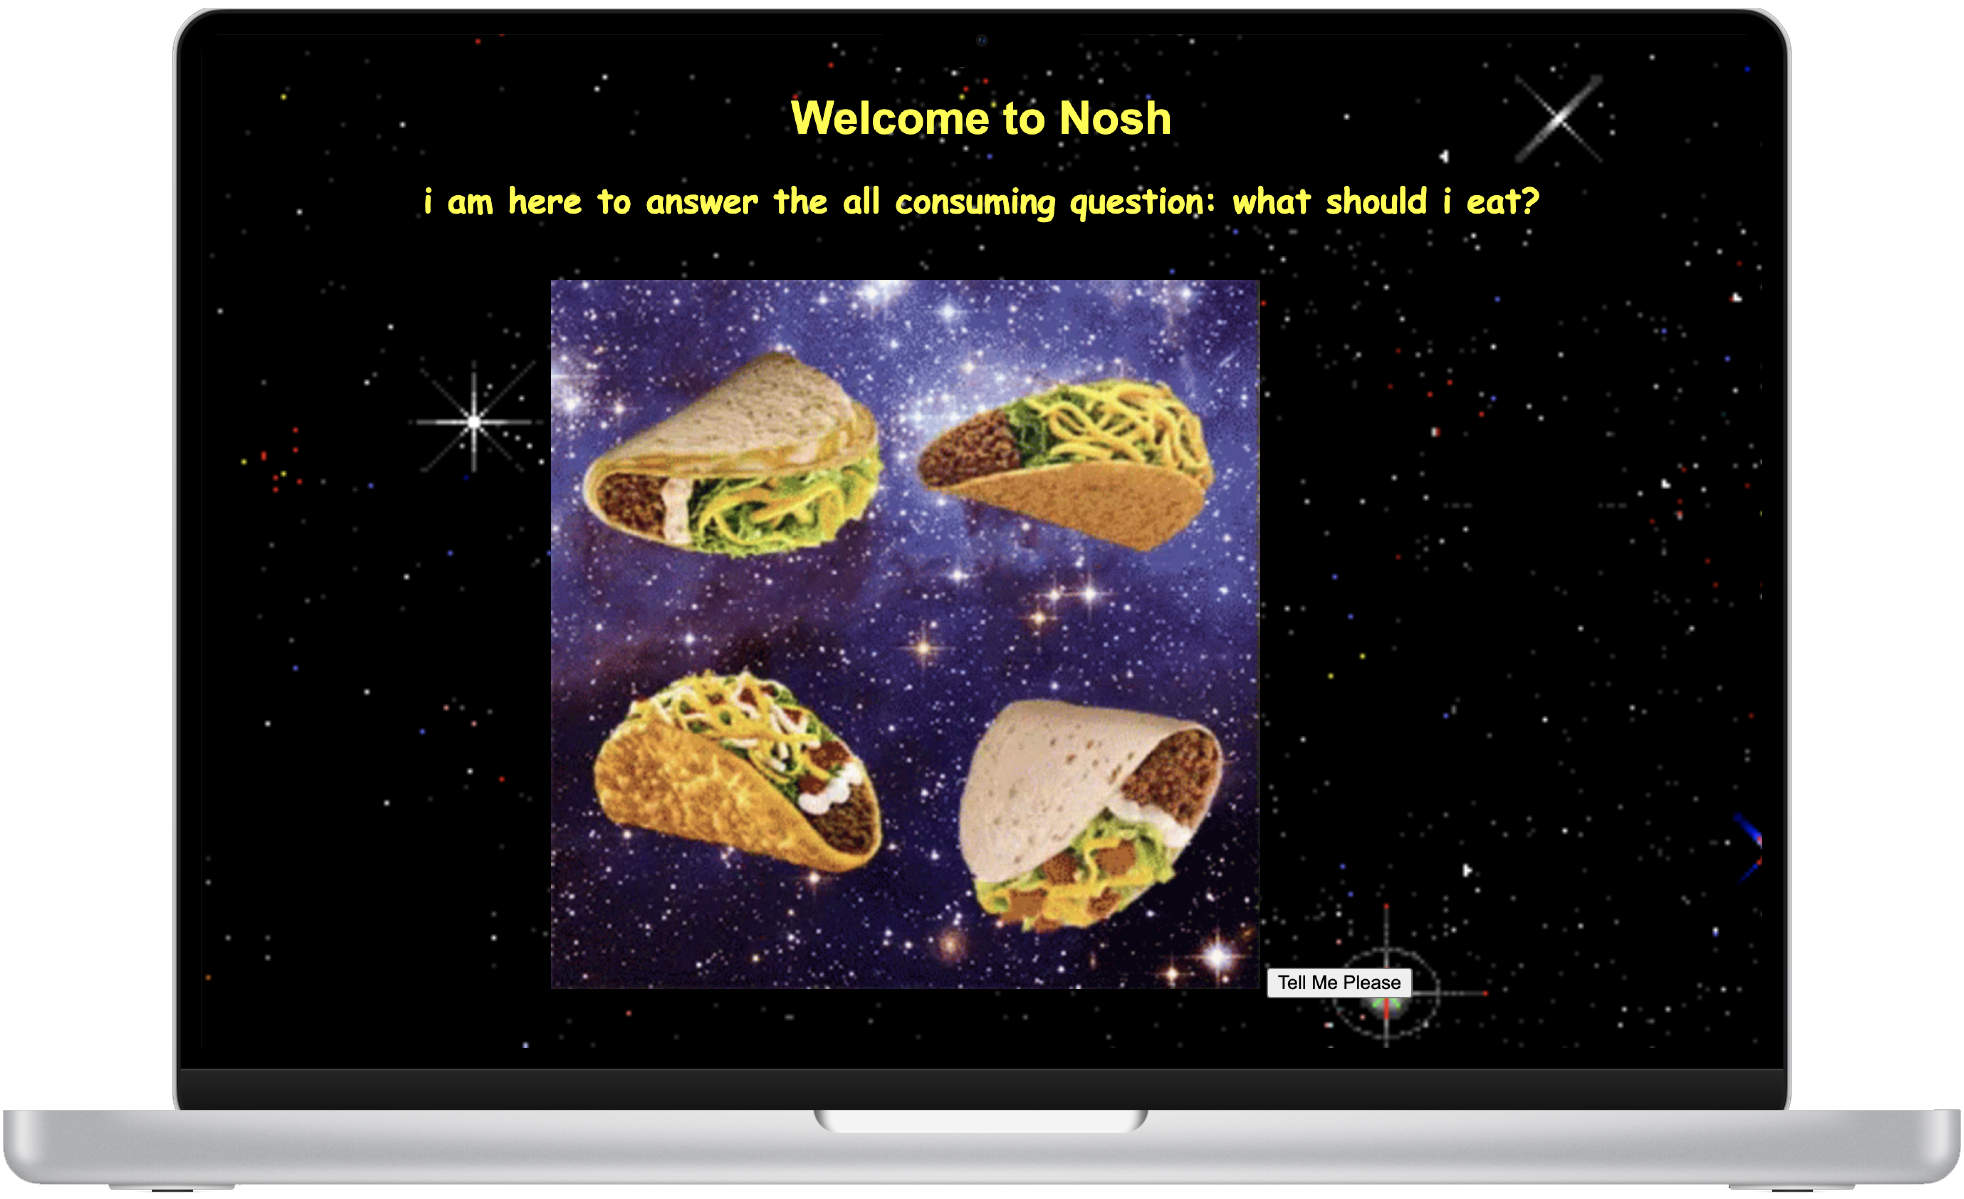 Welcome to Nosh
i am here to answer the all consuming question: what should i eat?
Tell Me Please